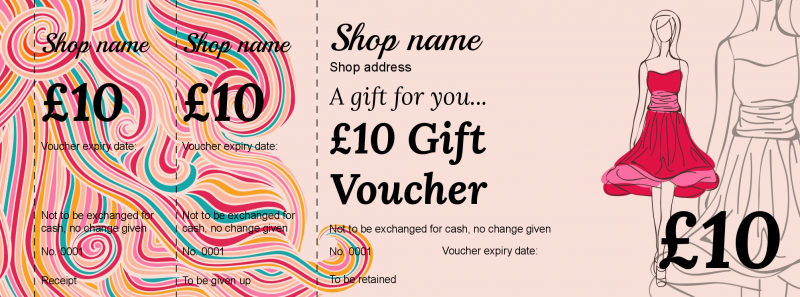 Shop name
£10
Voucher expiry date:
Not to be exchanged for
cash, no change given
No. 0001
Receipt
Shop name
£10
Voucher expiry date:
Not to be exchanged for
cash, no change given
No. 0001
To be given up
Shop name
Shop address
A gift for you...
£10 Gift
Voucher
Not to be exchanged for cash, no change given
No. 0001 Voucher expiry date:
To be retained
£10